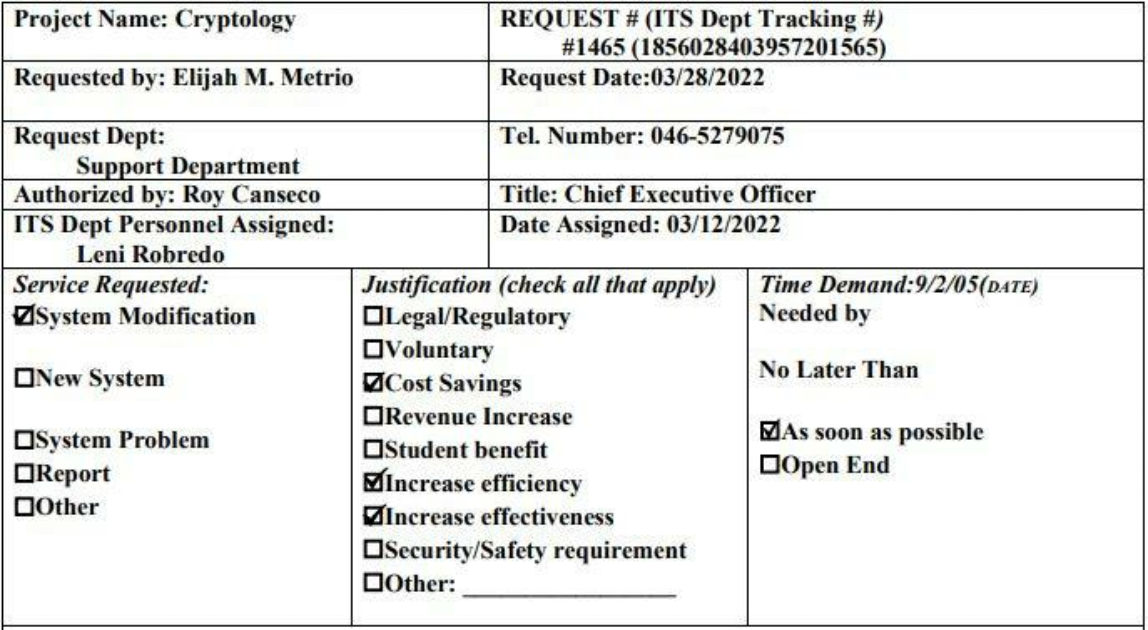 Project Name: Cryptology
REQUEST # (ITS Dept Tracking #)
#1465 (1856028403957201565)
Requested by: Elijah M. Metrio
Request Date:03/28/2022
Request Dept:
Support Department
Tel. Number: 046-5279075
Authorized by: Roy Canseco
Title: Chief Executive Officer
ITS Dept Personnel Assigned:
Leni Robredo
Date Assigned: 03/12/2022
Service Requested:
☑System Modification
☐New System
☐System Problem
☐Report
☐Other
Justification (check all that apply)
☐Legal/Regulatory
☐Voluntary
☑Cost Savings
☐Revenue Increase
☐Student benefit
☑Increase efficiency
☑Increase effectiveness
☐Security/Safety requirement
☐Other: __________________
Time Demand:9/2/05(DATE)
Needed by
No Later Than
☑As soon as possible
☐Open End